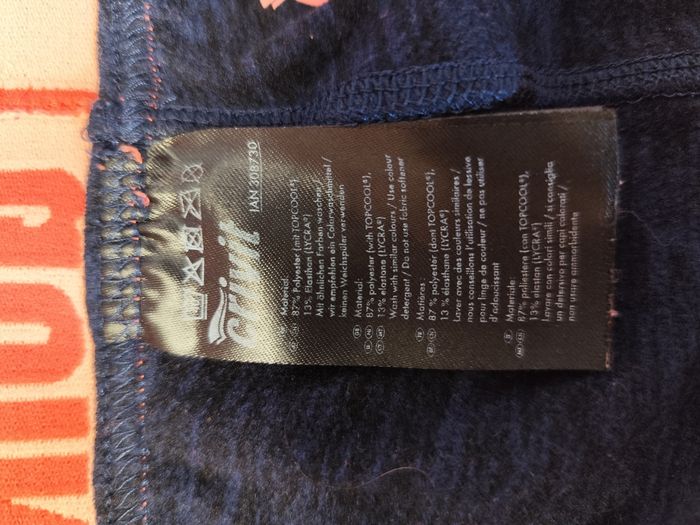 crivit
IAN 408730
Material:
87% Polyester (mit TOPCOOL®),
13% Elasthan (LYCRA®)
Mit ähnlichen Farben waschen /
wir empfehlen ein Colorwaschmittel /
keinen Weichspüler verwenden
Material:
87% polyester (with TOPCOOL®),
13% elastane (LYCRA®)
Wash with similar colours / Use colour
detergent / Do not use fabric softener
Matières:
87 % polyester (dont TOPCOOL®),
13 % élasthanne (LYCRA®)
Laver avec des couleurs similaires /
nous conseillons l'utilisation de lessive
pour linge de couleur / ne pas utiliser
d'adoucissant
Materiale:
87% poliestere (con TOPCOOL®),
13% elastan (LYCRA®)
Lavare con colori simili / si consiglia
un detersivo per capi colorati /
non usare ammorbidente